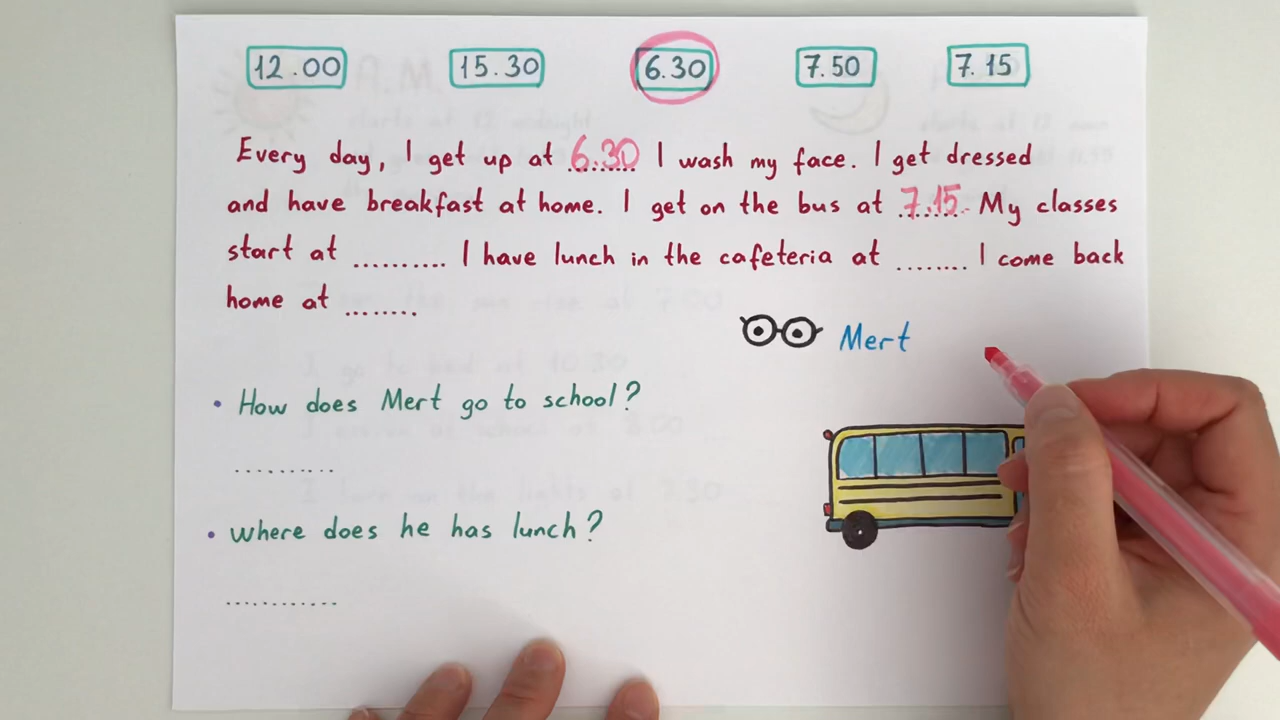 12.00 15.30 6.30 7.50 7.15
Every day, I get up at 6.30 I wash my face. I get dressed
and have breakfast at home. I get on the bus at 7.15. My classes
start at .......... I have lunch in the cafeteria at ........ I come back
home at ........
Mert
• How does Mert go to school?
...........
• where does he has lunch?
............